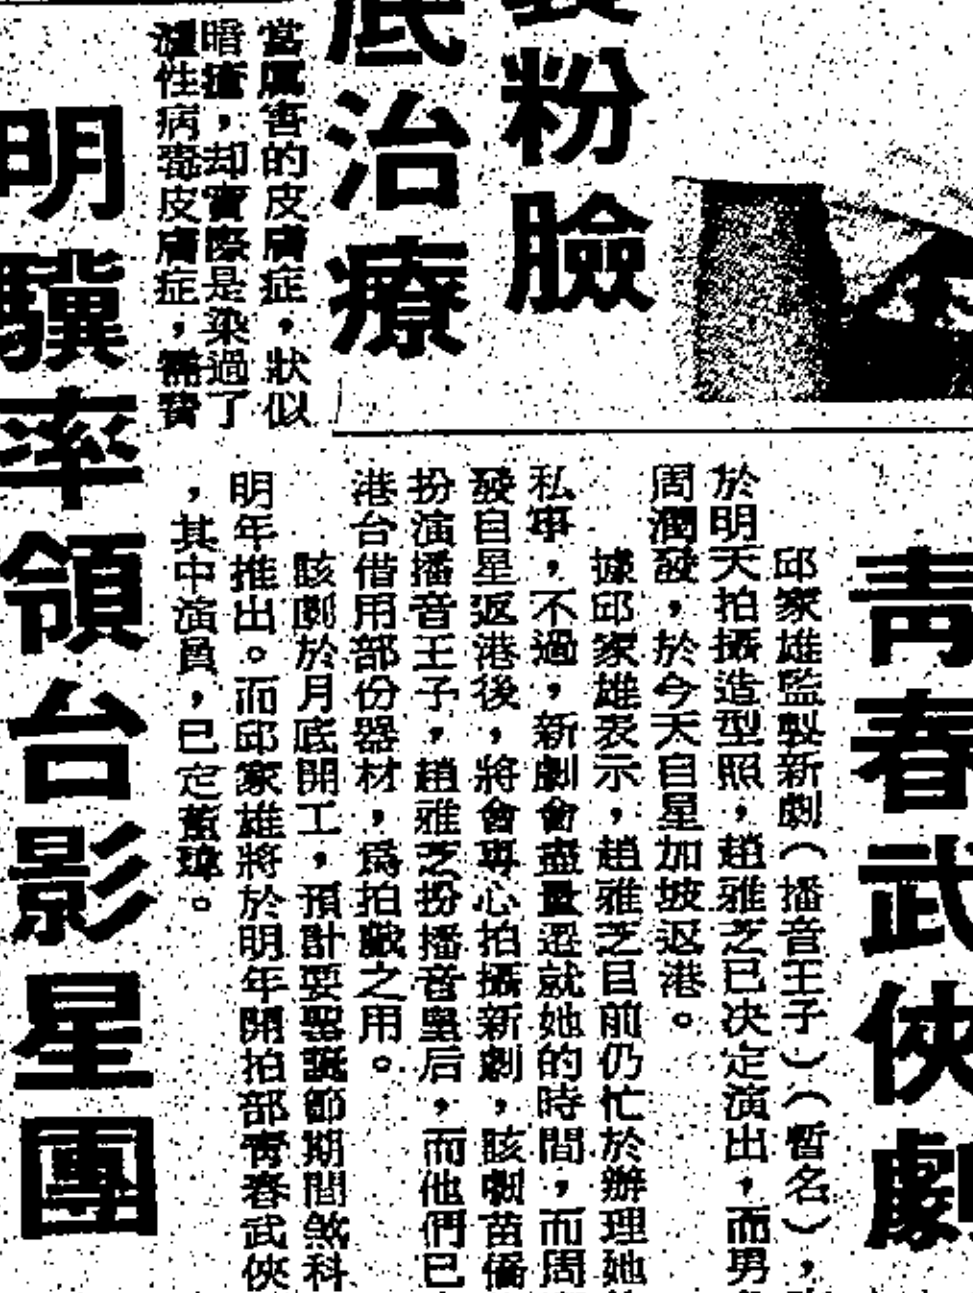 粉臉
底治療
當厲害的皮膚症，狀似
暗瘡，却實際是染過了
濕性病毒皮膚症，需費
明驥率領台影星團
青春武俠劇
邱家雄監製新劇（播音王子）（暫名），
於明天拍攝造型照，趙雅芝已決定演出，而男
周潤發，於今天自星加坡返港。
據邱家雄表示，趙雅芝目前仍忙於辦理她
私事，不過，新劇會盡量遷就她的時間，而周
發自星返港後，將會專心拍攝新劇，該劇苗僑
扮演播音王子，趙雅芝扮播音皇后，而他們已
港台借用部份器材，爲拍戲之用。
該劇於月底開工，預計要聖誕節期間煞科
明年推出。而邱家雄將於明年開拍部青春武俠
，其中演員，已定董瑋。